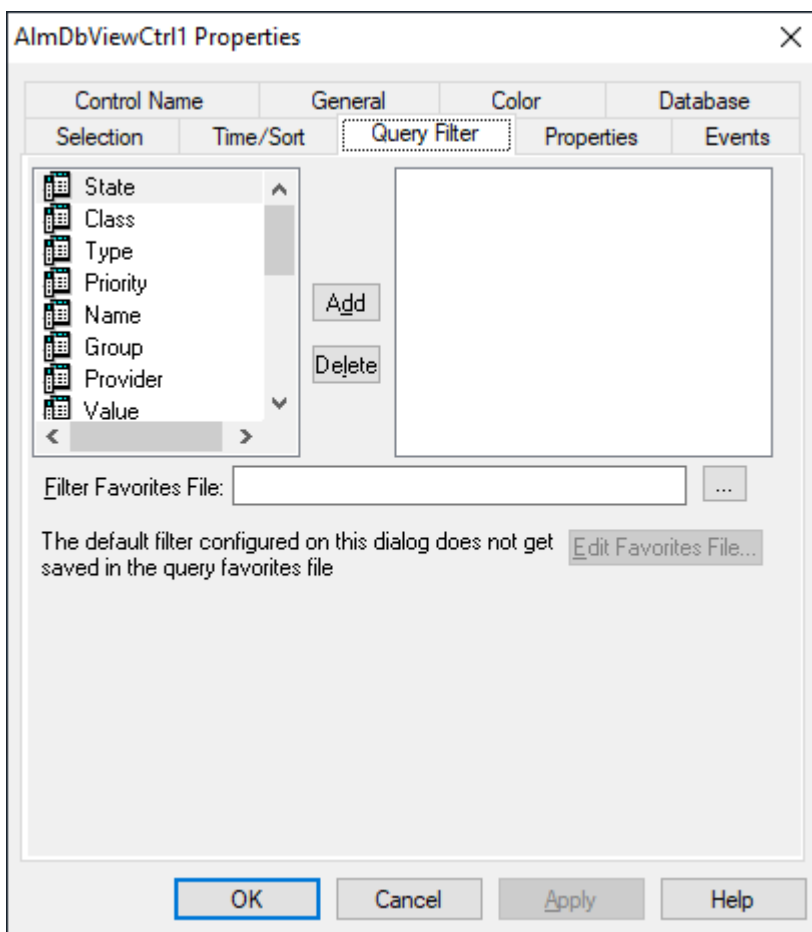 AlmDbViewCtrl1 Properties
Control Name General Color Database
Selection Time/Sort Query Filter Properties Events
State
Class
Type
Priority
Name
Group
Provider
Value
Add
Delete
Filter Favorites File:
...
The default filter configured on this dialog does not get
saved in the query favorites file
Edit Favorites File...
OK Cancel Apply Help